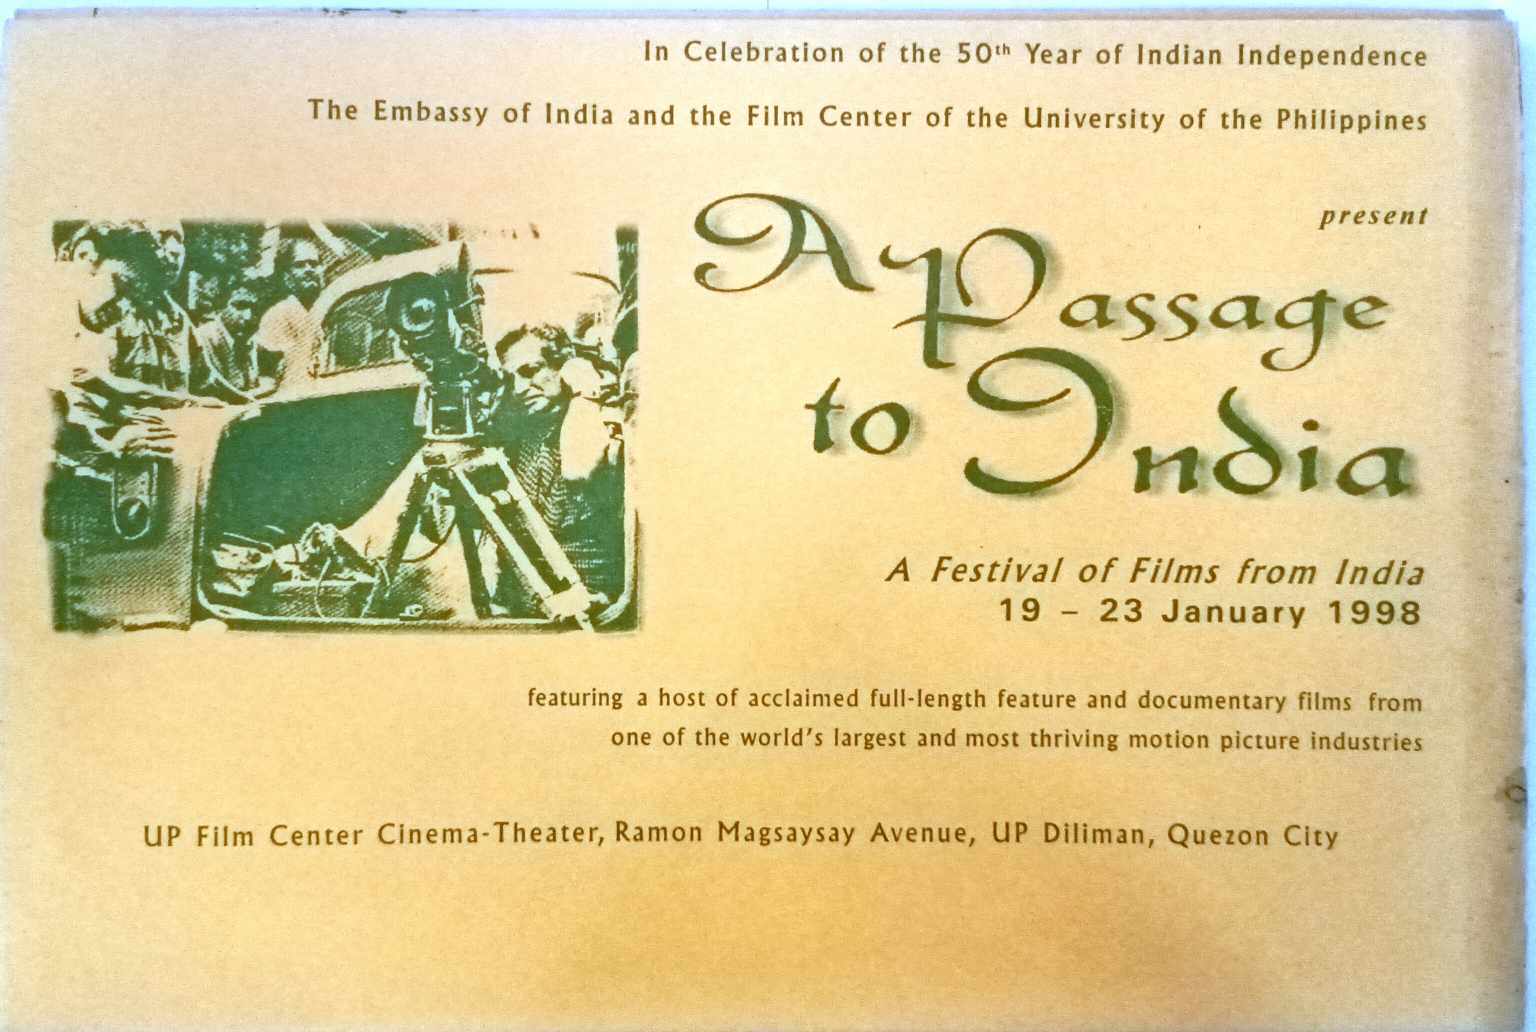 In Celebration of the 50th Year of Indian Independence
The Embassy of India and the Film Center of the University of the Philippines
present
A Passage
to India
A Festival of Films from India
19 – 23 January 1998
featuring a host of acclaimed full-length feature and documentary films from
one of the world's largest and most thriving motion picture industries
UP Film Center Cinema-Theater, Ramon Magsaysay Avenue, UP Diliman, Quezon City